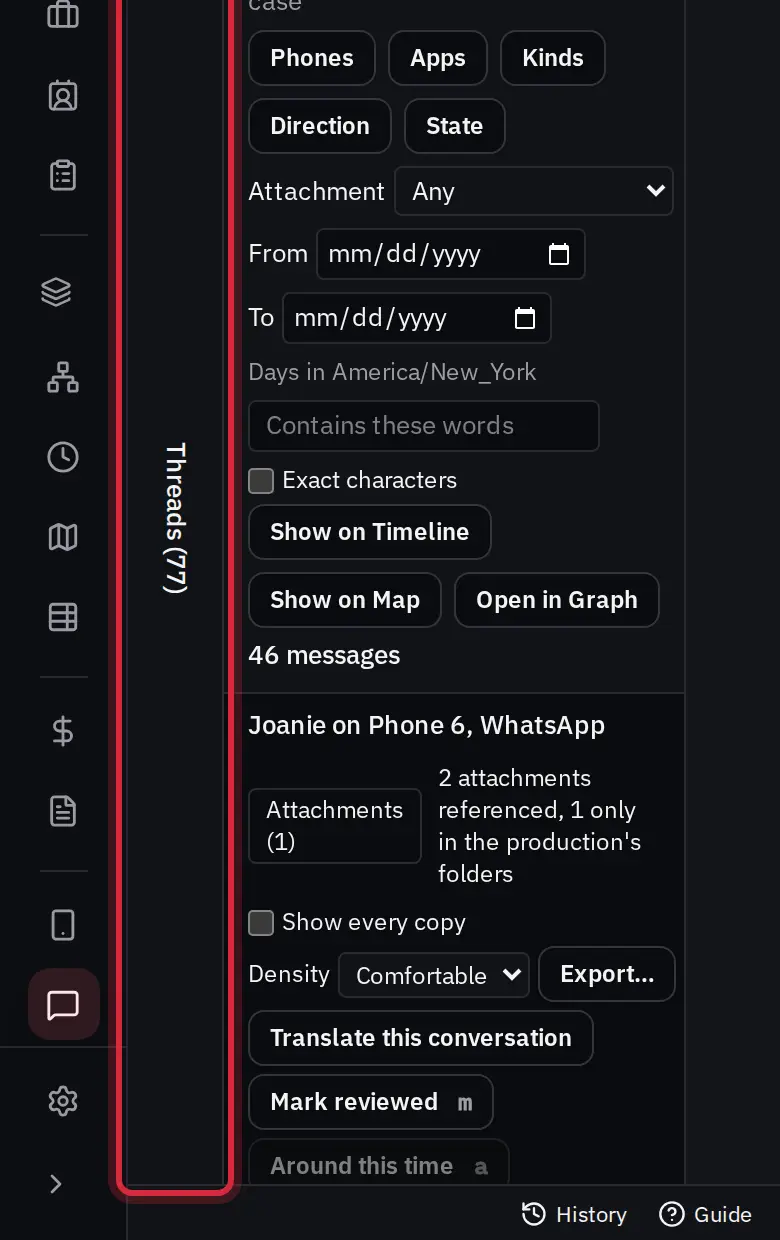 case
Phones Apps Kinds
Direction State
Attachment Any
From mm/dd/yyyy
To mm/dd/yyyy
Days in America/New_York
Contains these words
Exact characters
Show on Timeline
Show on Map Open in Graph
46 messages
Threads (77)
Joanie on Phone 6, WhatsApp
Attachments
(1)
2 attachments
referenced, 1 only
in the production's
folders
Show every copy
Density Comfortable Export...
Translate this conversation
Mark reviewed m
Around this time a
History Guide